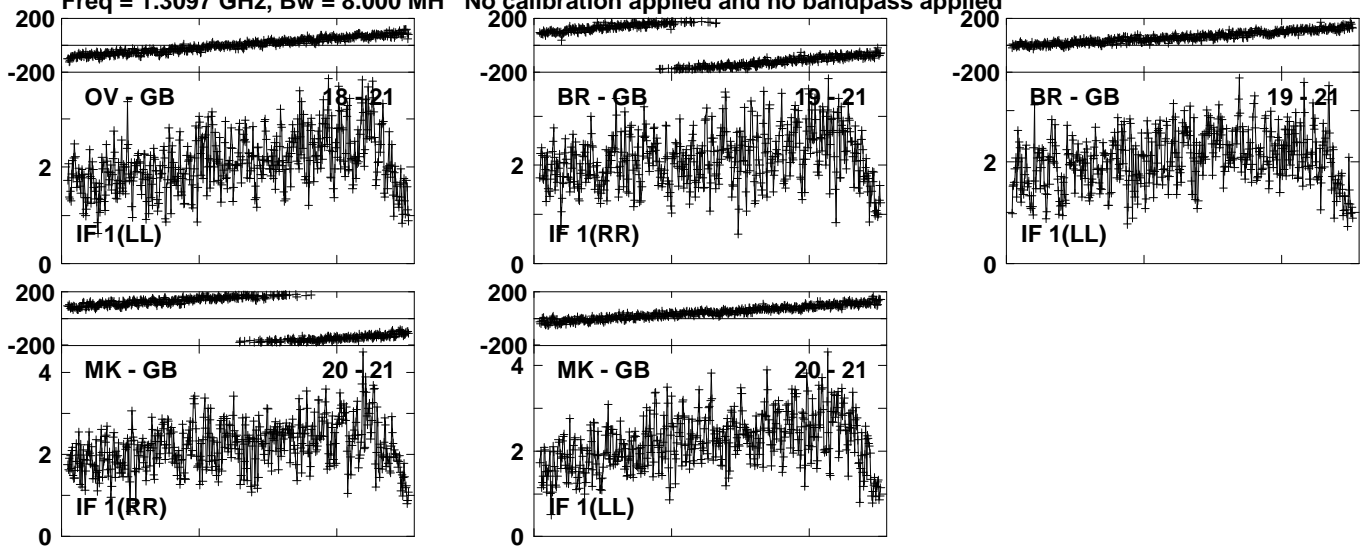 Freq = 1.3097 GHz, Bw = 8.000 MH No calibration applied and no bandpass applied
200
-200
OV - GB 18 - 21
2
IF 1(LL)
0
200
-200
BR - GB 19 - 21
2
IF 1(RR)
0
200
-200
BR - GB 19 - 21
2
IF 1(LL)
0
200
-200
4
MK - GB 20 - 21
2
IF 1(RR)
0
200
-200
4
MK - GB 20 - 21
2
IF 1(LL)
0